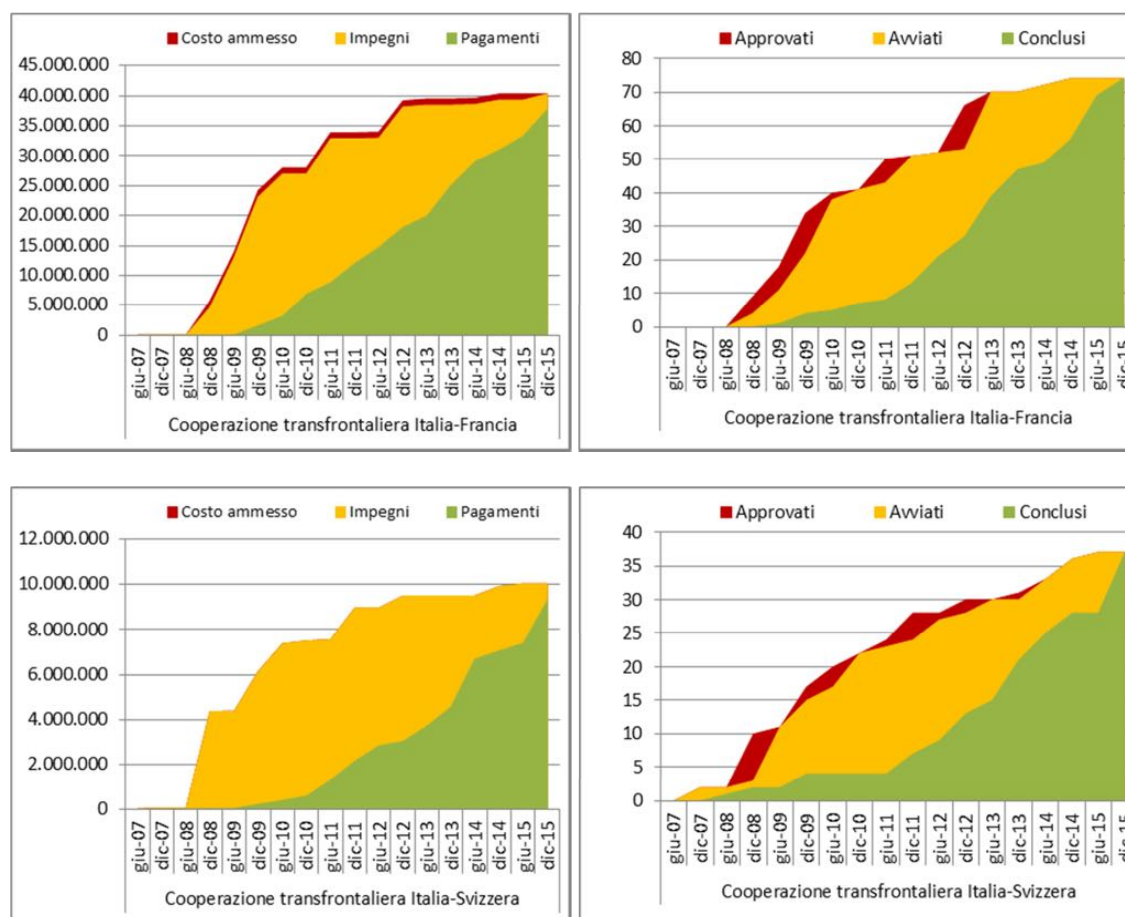 Costo ammesso Impegni Pagamenti
45.000.000
40.000.000
35.000.000
30.000.000
25.000.000
20.000.000
15.000.000
10.000.000
5.000.000
0
giu-07
dic-07
giu-08
dic-08
giu-09
dic-09
giu-10
dic-10
giu-11
dic-11
giu-12
dic-12
giu-13
dic-13
giu-14
dic-14
giu-15
dic-15
Cooperazione transfrontaliera Italia-Francia
Approvati Avviati Conclusi
80
70
60
50
40
30
20
10
0
giu-07
dic-07
giu-08
dic-08
giu-09
dic-09
giu-10
dic-10
giu-11
dic-11
giu-12
dic-12
giu-13
dic-13
giu-14
dic-14
giu-15
dic-15
Cooperazione transfrontaliera Italia-Francia
Costo ammesso Impegni Pagamenti
12.000.000
10.000.000
8.000.000
6.000.000
4.000.000
2.000.000
0
giu-07
dic-07
giu-08
dic-08
giu-09
dic-09
giu-10
dic-10
giu-11
dic-11
giu-12
dic-12
giu-13
dic-13
giu-14
dic-14
giu-15
dic-15
Cooperazione transfrontaliera Italia-Svizzera
Approvati Avviati Conclusi
40
35
30
25
20
15
10
5
0
giu-07
dic-07
giu-08
dic-08
giu-09
dic-09
giu-10
dic-10
giu-11
dic-11
giu-12
dic-12
giu-13
dic-13
giu-14
dic-14
giu-15
dic-15
Cooperazione transfrontaliera Italia-Svizzera